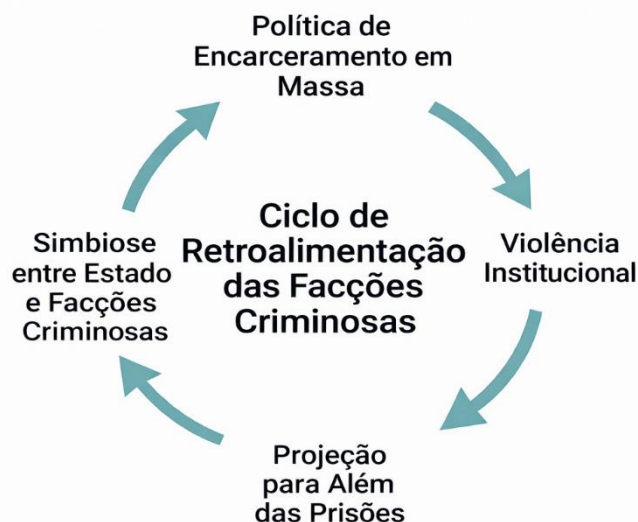 Política de
Encarceramento em
Massa
Ciclo de
Retroalimentação
das Facções
Criminosas
Violência
Institucional
Projeção
para Além
das Prisões
Simbiose
entre Estado
e Facções
Criminosas